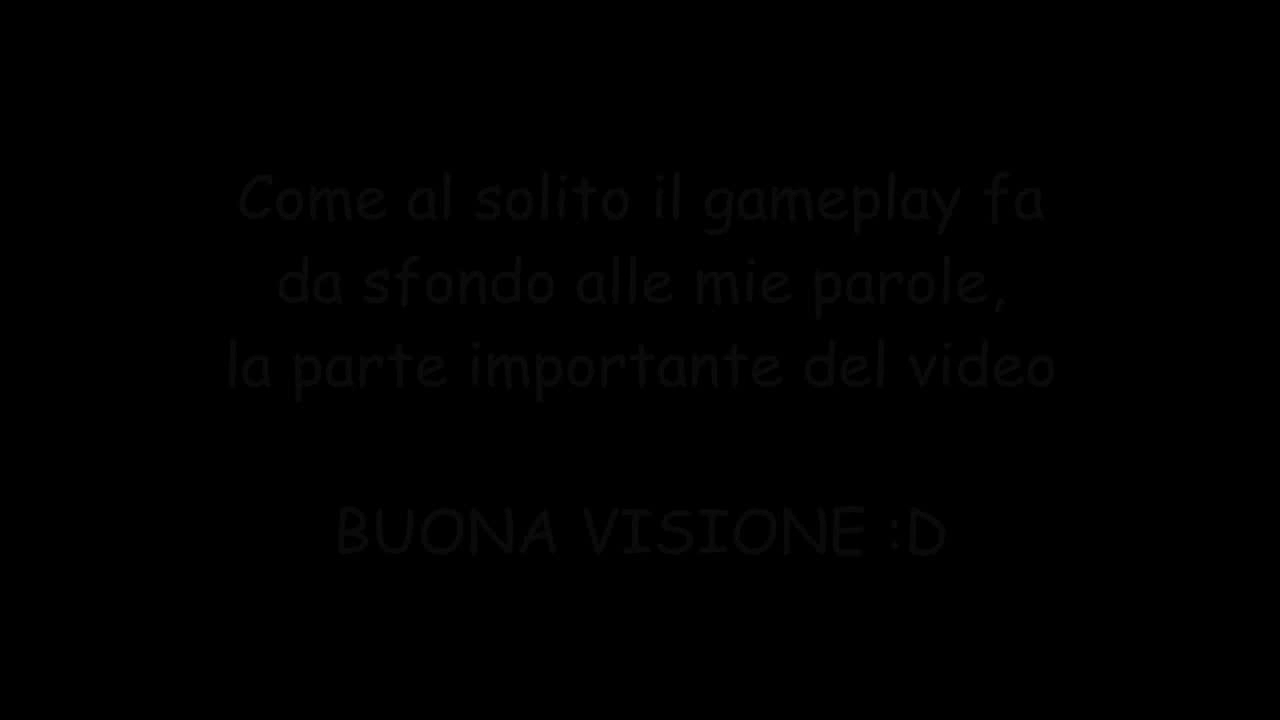 Come al solito il gameplay fa
da sfondo alle mie parole,
la parte importante del video
BUONA VISIONE :D